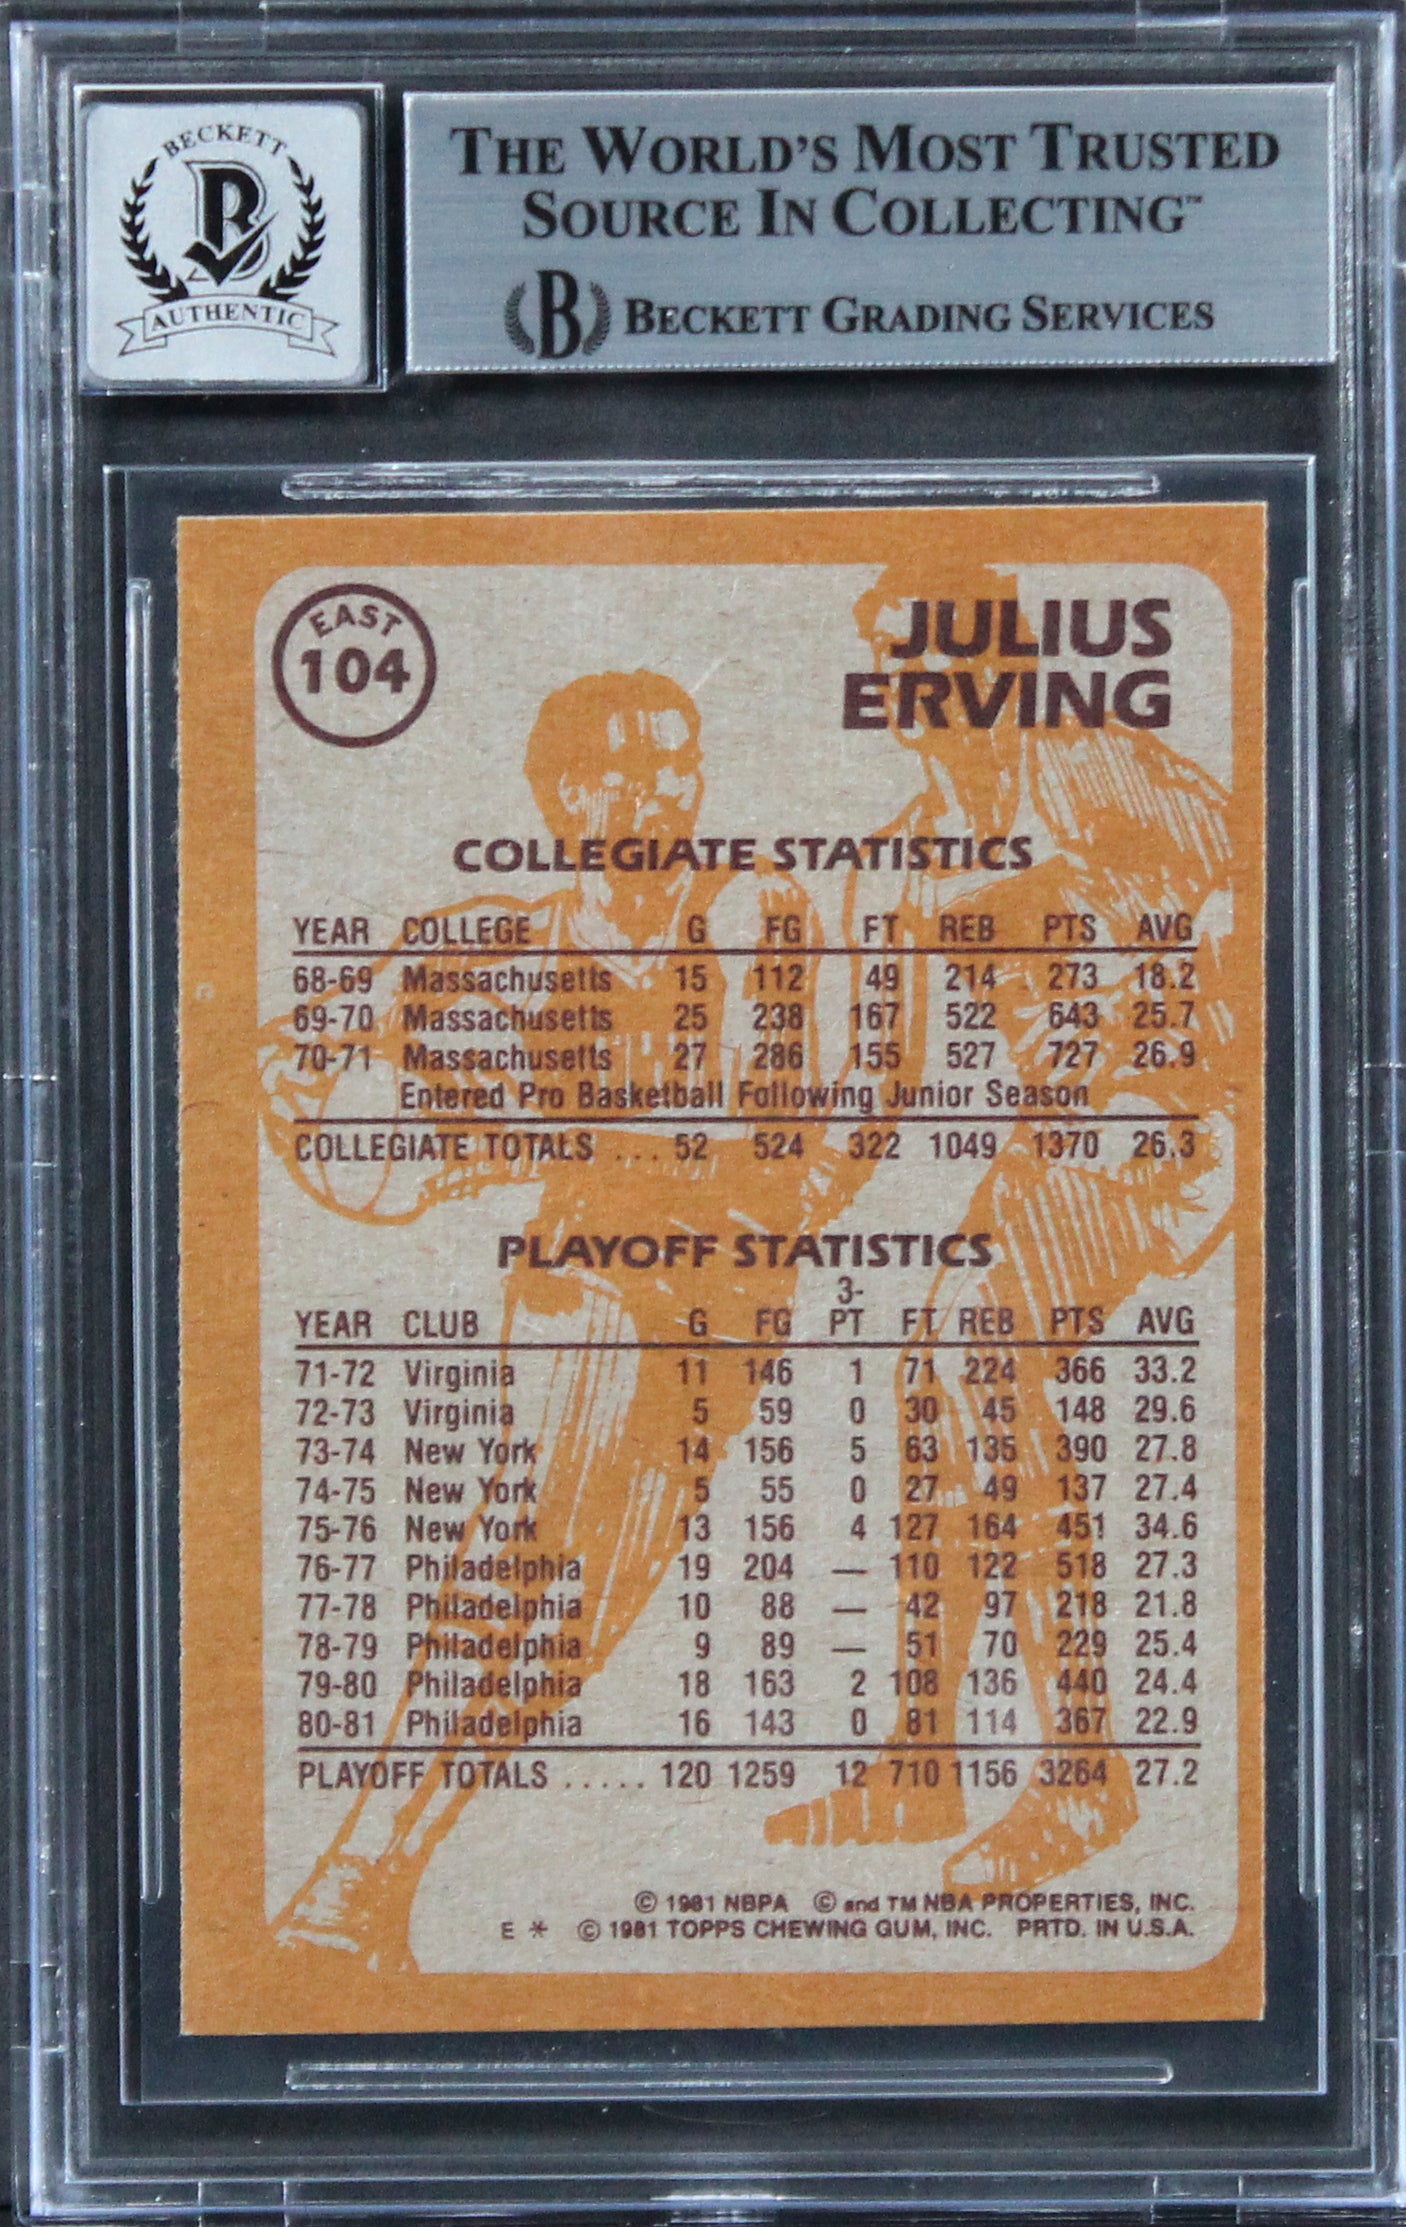 BECKETT
B
AUTHENTIC
THE WORLD'S MOST TRUSTED
SOURCE IN COLLECTING™
B BECKETT GRADING SERVICES
EAST
104
JULIUS
ERVING
COLLEGIATE STATISTICS
YEAR COLLEGE G FG FT REB PTS AVG
68-69 Massachusetts 15 112 49 214 273 18.2
69-70 Massachusetts 25 238 167 522 643 25.7
70-71 Massachusetts 27 286 155 527 727 26.9
Entered Pro Basketball Following Junior Season
COLLEGIATE TOTALS ... 52 524 322 1049 1370 26.3
PLAYOFF STATISTICS
3-
YEAR CLUB G FG PT FT REB PTS AVG
71-72 Virginia 11 146 1 71 224 366 33.2
72-73 Virginia 5 59 0 30 45 148 29.6
73-74 New York 14 156 5 63 135 390 27.8
74-75 New York 5 55 0 27 49 137 27.4
75-76 New York 13 156 4 127 164 451 34.6
76-77 Philadelphia 19 204 — 110 122 518 27.3
77-78 Philadelphia 10 88 — 42 97 218 21.8
78-79 Philadelphia 9 89 — 51 70 229 25.4
79-80 Philadelphia 18 163 2 108 136 440 24.4
80-81 Philadelphia 16 143 0 81 114 367 22.9
PLAYOFF TOTALS ..... 120 1259 12 710 1156 3264 27.2
© 1981 NBPA © and TM NBA PROPERTIES, INC.
E * © 1981 TOPPS CHEWING GUM, INC. PRTD. IN U.S.A.